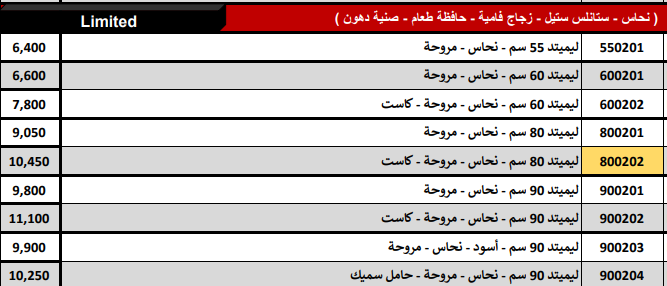 ( نحاس - ستانلس ستيل - زجاج فامية - حافظة طعام - صنية دهون ) Limited
550201 ليميتد 55 سم - نحاس - مروحة 6,400
600201 ليميتد 60 سم - نحاس - مروحة 6,600
600202 ليميتد 60 سم - نحاس - مروحة - كاست 7,800
800201 ليميتد 80 سم - نحاس - مروحة 9,050
800202 ليميتد 80 سم - نحاس - مروحة - كاست 10,450
900201 ليميتد 90 سم - نحاس - مروحة 9,800
900202 ليميتد 90 سم - نحاس - مروحة - كاست 11,100
900203 ليميتد 90 سم - أسود - نحاس - مروحة 9,900
900204 ليميتد 90 سم - نحاس - مروحة - حامل سميك 10,250